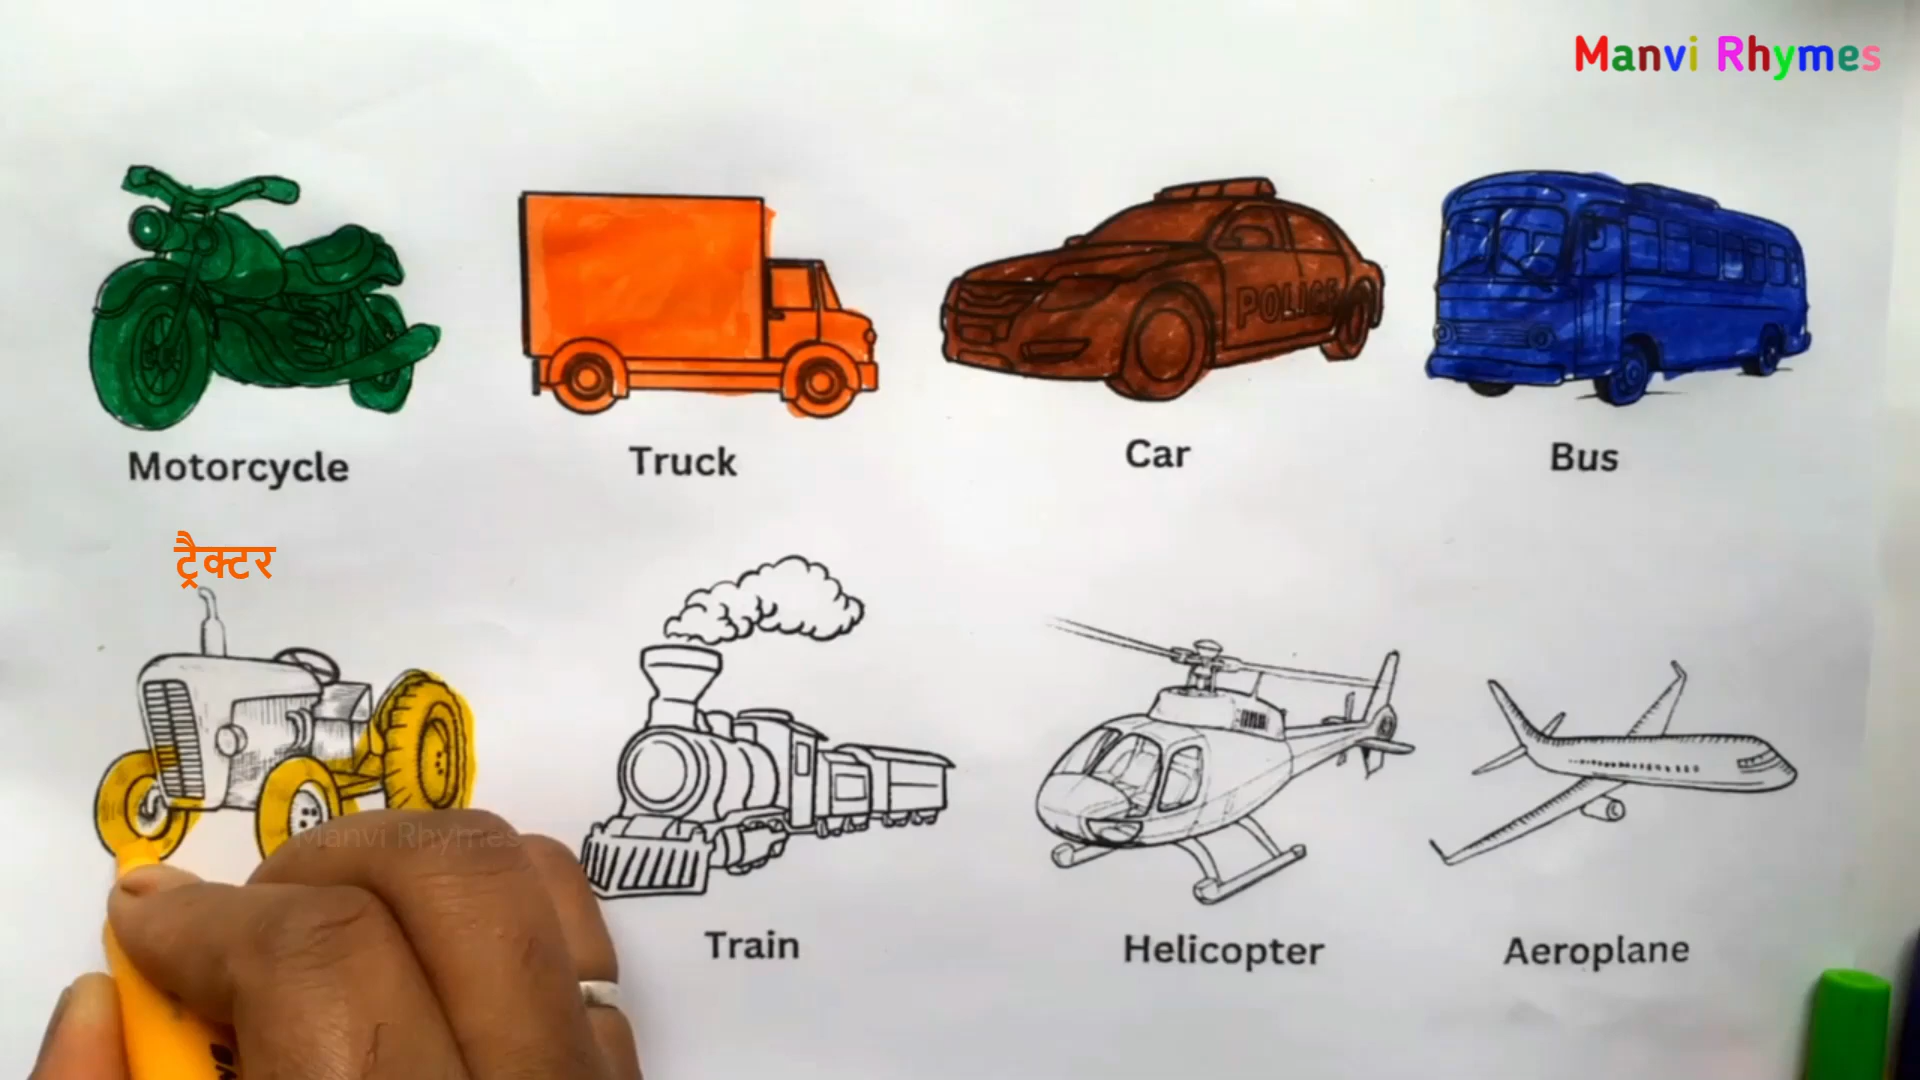 Manvi Rhymes
POLICE
Motorcycle
Truck
Car
Bus
ट्रैक्टर
Manvi Rhymes
Train
Helicopter
Aeroplane